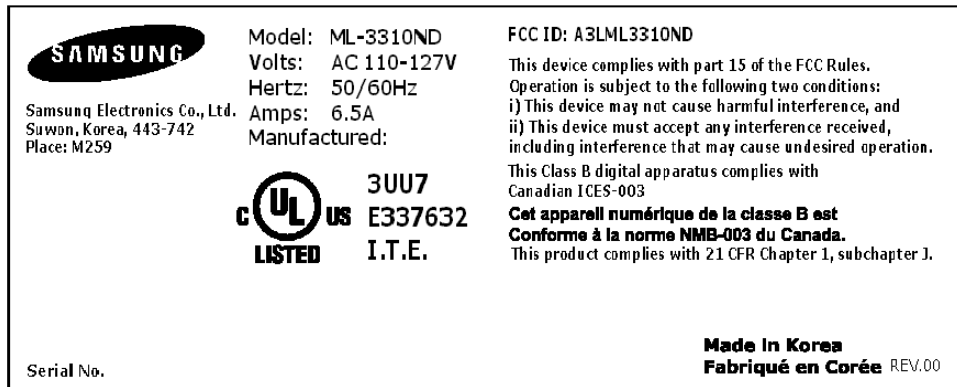 SAMSUNG
Samsung Electronics Co., Ltd.
Suwon, Korea, 443-742
Place: M259
Model: ML-3310ND
Volts: AC 110-127V
Hertz: 50/60Hz
Amps: 6.5A
Manufactured:
C UL US
LISTED
3UU7
E337632
I.T.E.
FCC ID: A3LML3310ND
This device complies with part 15 of the FCC Rules.
Operation is subject to the following two conditions:
i) This device may not cause harmful interference, and
ii) This device must accept any interference received,
including interference that may cause undesired operation.
This Class B digital apparatus complies with
Canadian ICES-003
Cet appareil numérique de la classe B est
Conforme à la norme NMB-003 du Canada.
This product complies with 21 CFR Chapter 1, subchapter J.
Made in Korea
Fabriqué en Corée REV.00
Serial No.